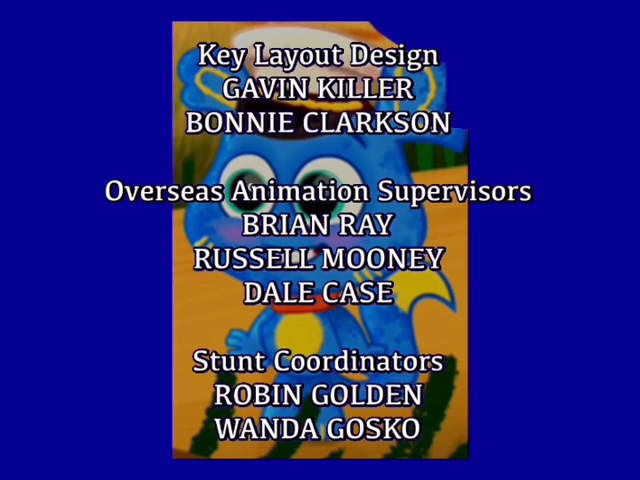 Key Layout Design
GAVIN KILLER
BONNIE CLARKSON
Overseas Animation Supervisors
BRIAN RAY
RUSSELL MOONEY
DALE CASE
Stunt Coordinators
ROBIN GOLDEN
WANDA GOSKO